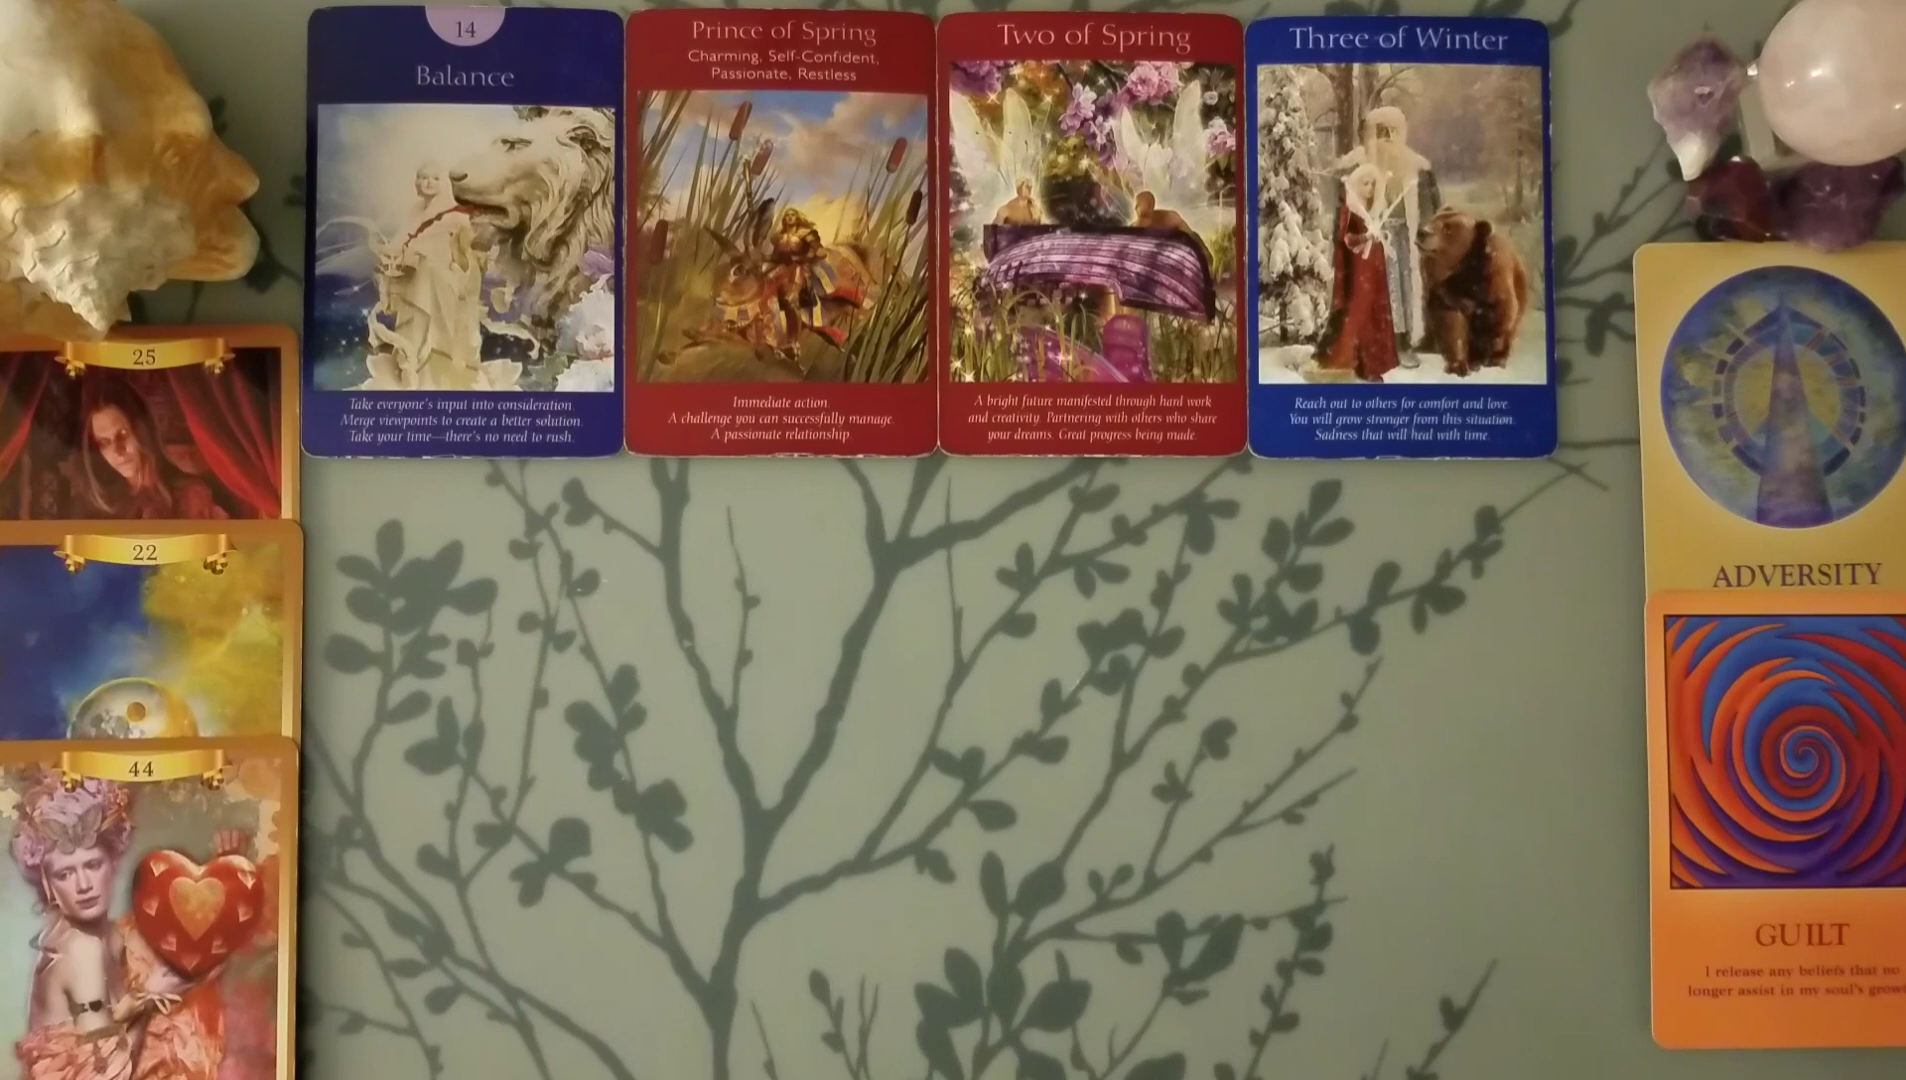 14
Balance
Take everyone's input into consideration.
Merge viewpoints to create a better solution.
Take your time—there's no need to rush.
Prince of Spring
Charming, Self-Confident,
Passionate, Restless
Immediate action.
A challenge you can successfully manage.
A passionate relationship.
Two of Spring
A bright future manifested through hard work
and creativity. Partnering with others who share
your dreams. Great progress being made.
Three of Winter
Reach out to others for comfort and love.
You will grow stronger from this situation.
Sadness that will heal with time.
25
22
44
ADVERSITY
GUILT
I release any beliefs that no
longer assist in my soul's